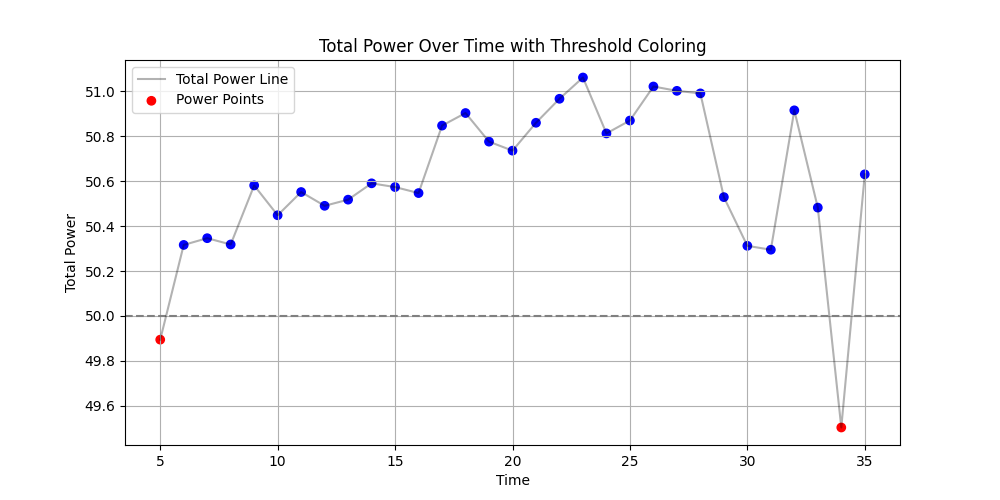 Total Power Over Time with Threshold Coloring
Total Power Line
Power Points
Total Power
51.0
50.8
50.6
50.4
50.2
50.0
49.8
49.6
5 10 15 20 25 30 35
Time